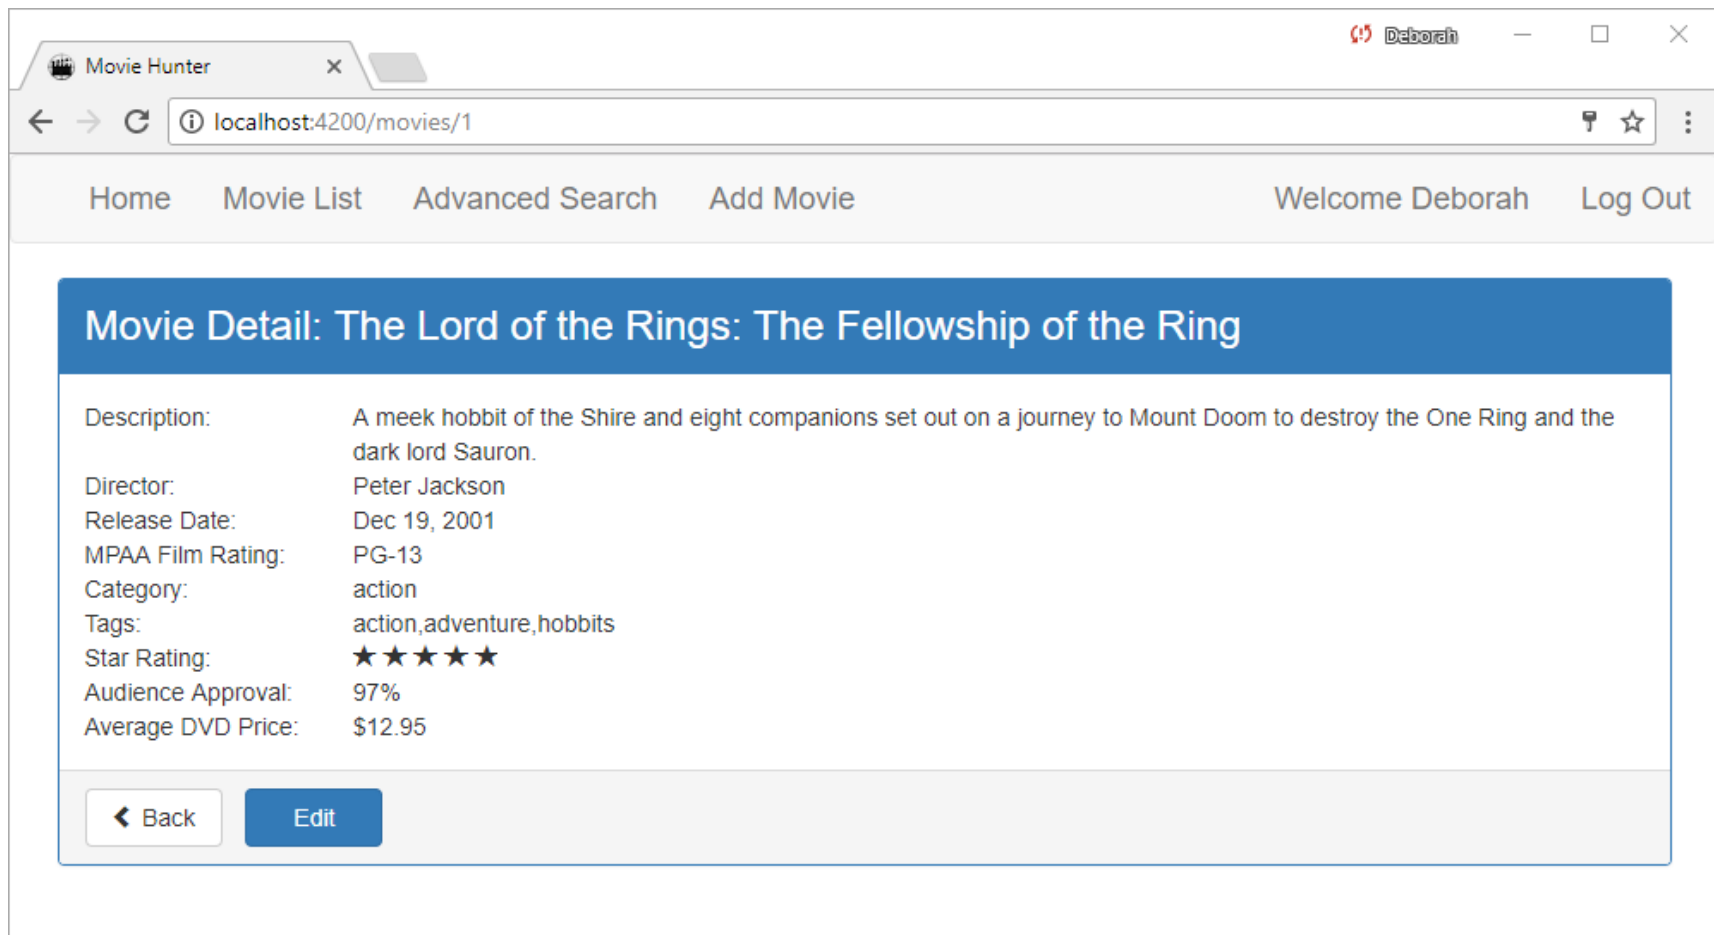 Deborah
Movie Hunter
localhost:4200/movies/1
Home Movie List Advanced Search Add Movie Welcome Deborah Log Out
Movie Detail: The Lord of the Rings: The Fellowship of the Ring
Description: A meek hobbit of the Shire and eight companions set out on a journey to Mount Doom to destroy the One Ring and the
dark lord Sauron.
Director: Peter Jackson
Release Date: Dec 19, 2001
MPAA Film Rating: PG-13
Category: action
Tags: action,adventure,hobbits
Star Rating: ★★★★★
Audience Approval: 97%
Average DVD Price: $12.95
Back Edit